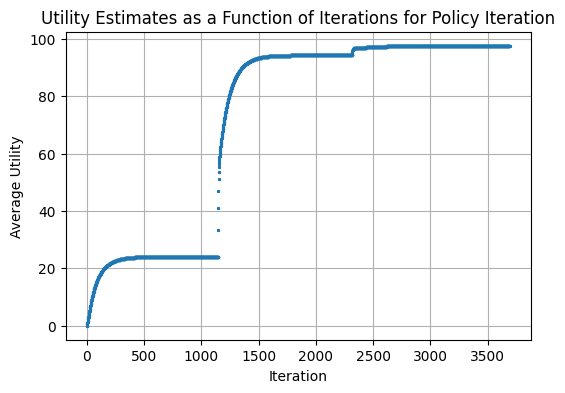 Utility Estimates as a Function of Iterations for Policy Iteration
100
80
60
40
20
0
Average Utility
0 500 1000 1500 2000 2500 3000 3500
Iteration